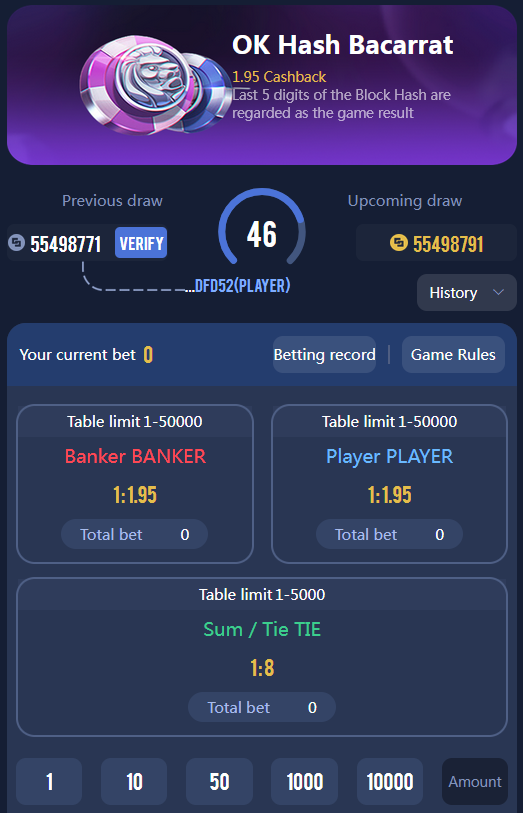 OK Hash Bacarrat
1.95 Cashback
Last 5 digits of the Block Hash are
regarded as the game result
Previous draw
Upcoming draw
55498771 VERIFY
46
55498791
...DFD52(PLAYER)
History
Your current bet 0
Betting record
Game Rules
Table limit 1-50000
Banker BANKER
1:1.95
Total bet 0
Table limit 1-50000
Player PLAYER
1:1.95
Total bet 0
Table limit 1-5000
Sum / Tie TIE
1:8
Total bet 0
1 10 50 1000 10000 Amount